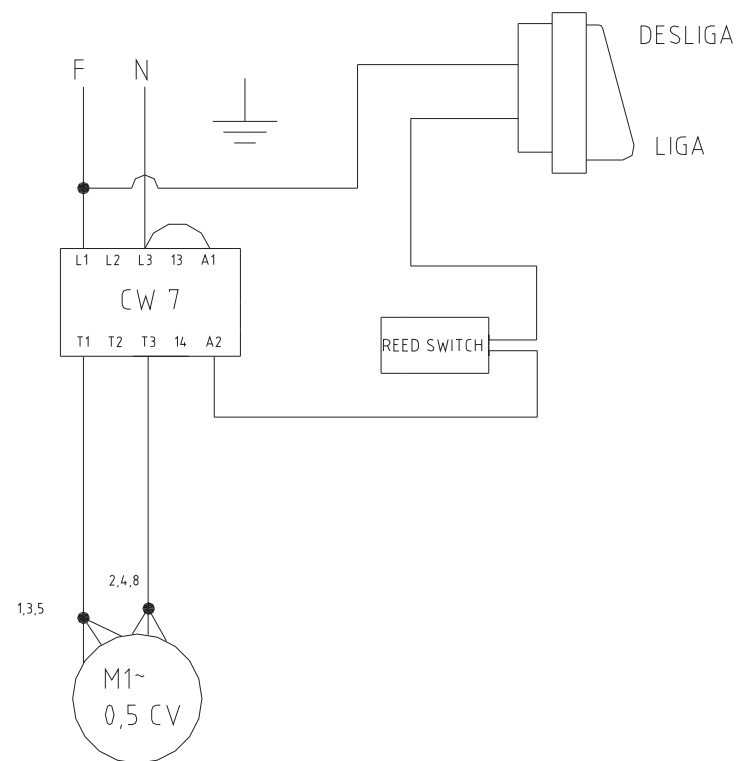 DESLIGA
F N
LIGA
L1 L2 L3 13 A1
CW 7
T1 T2 T3 14 A2
REED SWITCH
2,4,8
1,3,5
M1~
0,5 CV